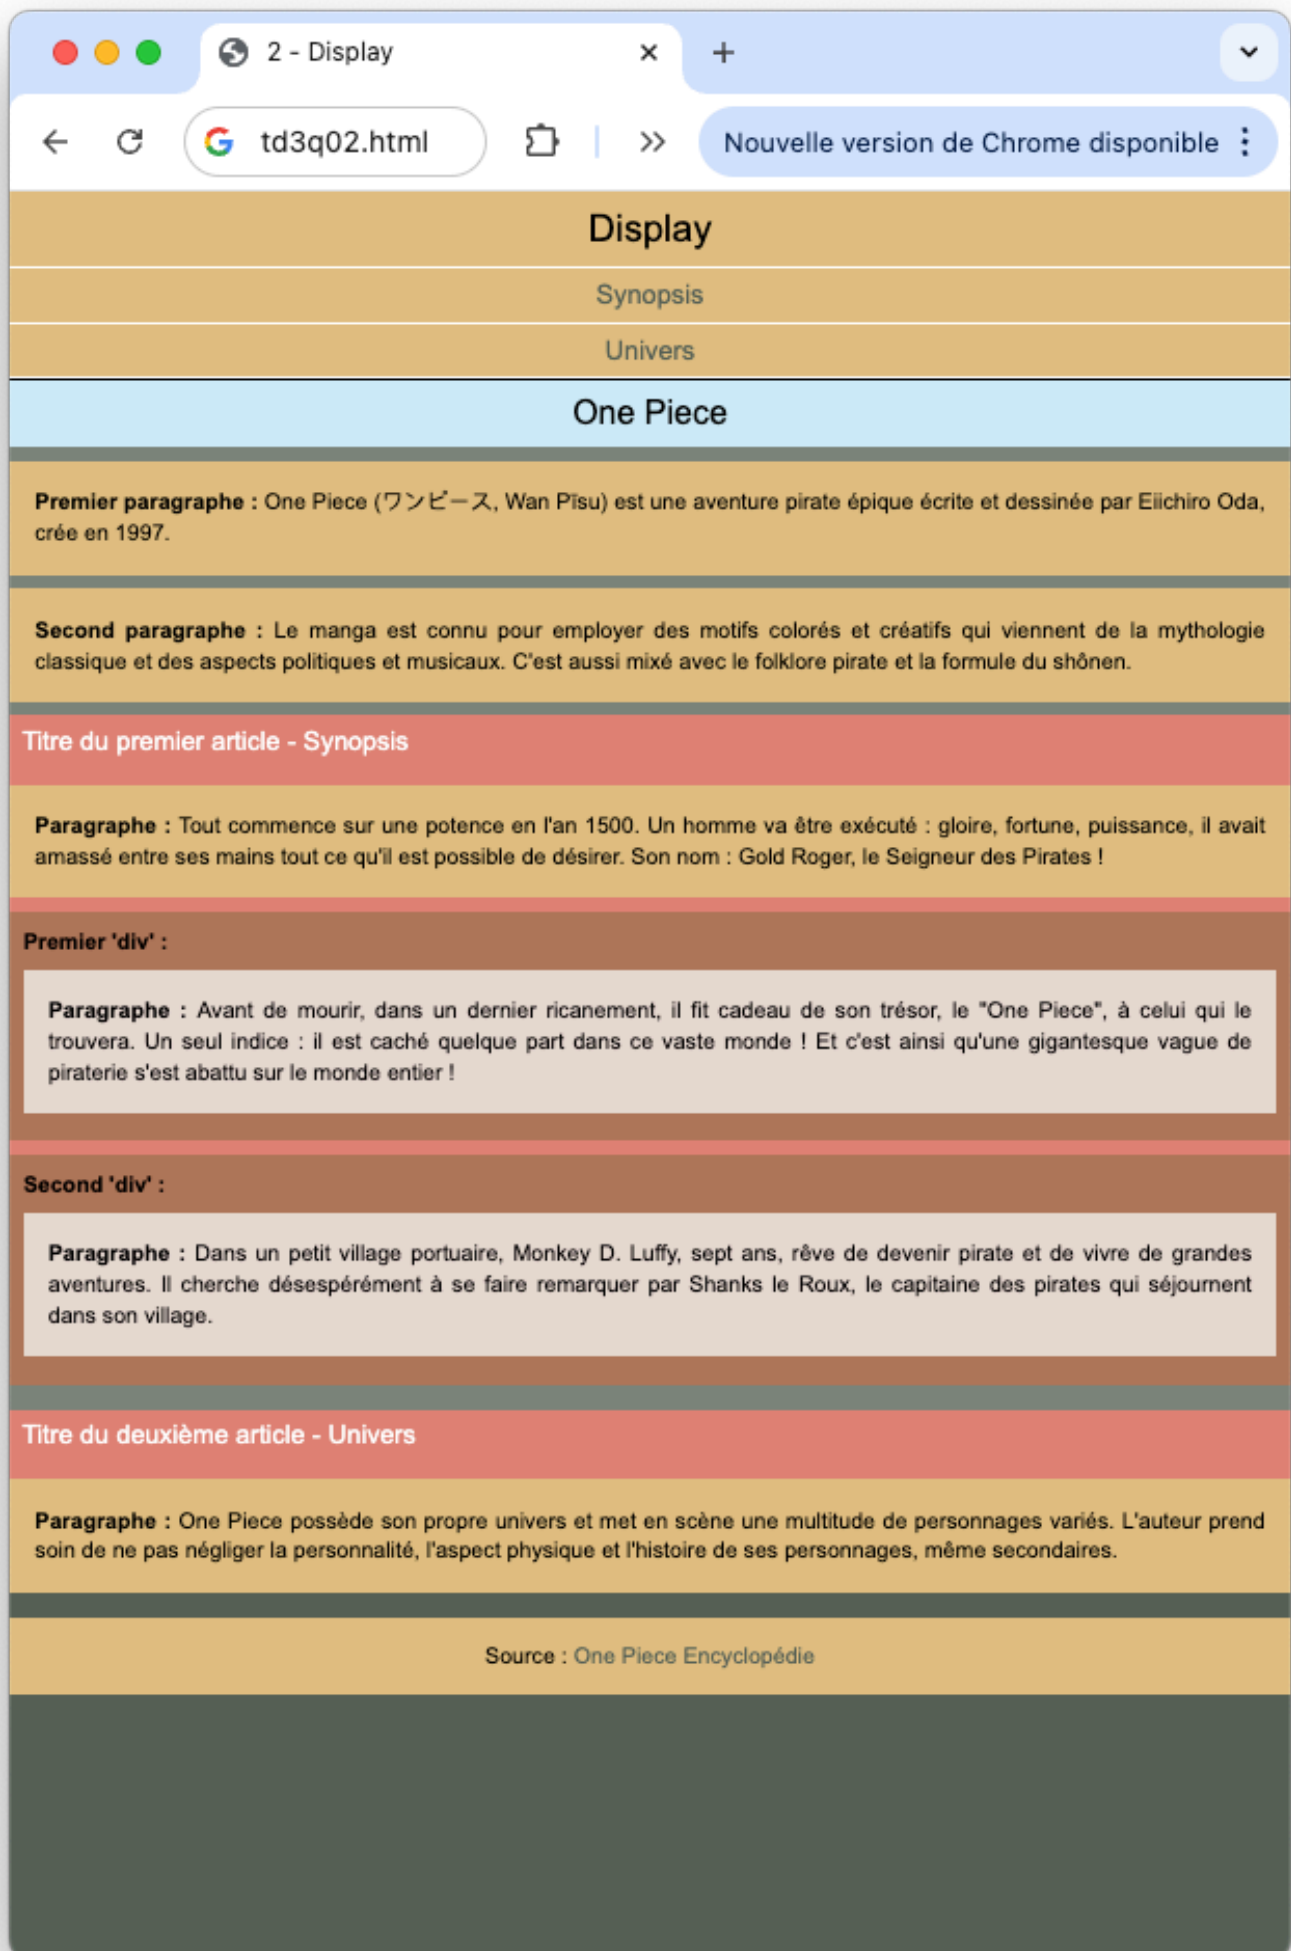 2 - Display
td3q02.html
Nouvelle version de Chrome disponible
Display
Synopsis
Univers
One Piece
Premier paragraphe : One Piece (ワンピース, Wan Pīsu) est une aventure pirate épique écrite et dessinée par Eiichiro Oda,
crée en 1997.
Second paragraphe : Le manga est connu pour employer des motifs colorés et créatifs qui viennent de la mythologie
classique et des aspects politiques et musicaux. C'est aussi mixé avec le folklore pirate et la formule du shônen.
Titre du premier article - Synopsis
Paragraphe : Tout commence sur une potence en l'an 1500. Un homme va être exécuté : gloire, fortune, puissance, il avait
amassé entre ses mains tout ce qu'il est possible de désirer. Son nom : Gold Roger, le Seigneur des Pirates !
Premier 'div' :
Paragraphe : Avant de mourir, dans un dernier ricanement, il fit cadeau de son trésor, le "One Piece", à celui qui le
trouvera. Un seul indice : il est caché quelque part dans ce vaste monde ! Et c'est ainsi qu'une gigantesque vague de
piraterie s'est abattu sur le monde entier !
Second 'div' :
Paragraphe : Dans un petit village portuaire, Monkey D. Luffy, sept ans, rêve de devenir pirate et de vivre de grandes
aventures. Il cherche désespérément à se faire remarquer par Shanks le Roux, le capitaine des pirates qui séjournent
dans son village.
Titre du deuxième article - Univers
Paragraphe : One Piece possède son propre univers et met en scène une multitude de personnages variés. L'auteur prend
soin de ne pas négliger la personnalité, l'aspect physique et l'histoire de ses personnages, même secondaires.
Source : One Piece Encyclopédie